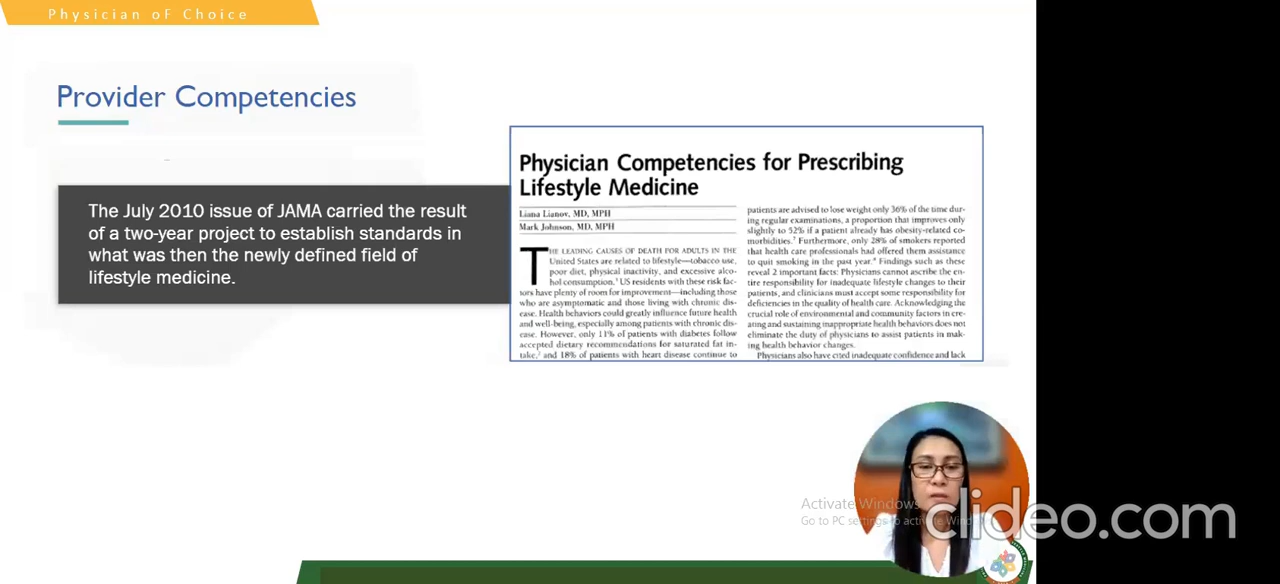 Physician oF Choice
Provider Competencies
The July 2010 issue of JAMA carried the result
of a two-year project to establish standards in
what was then the newly defined field of
lifestyle medicine.
Physician Competencies for Prescribing
Lifestyle Medicine
Liana Lianov, MD, MPH
Mark Johnson, MD, MPH
THE LEADING CAUSES OF DEATH FOR ADULTS IN THE
United States are related to lifestyle—tobacco use,
poor diet, physical inactivity, and excessive alco-
hol consumption.¹ US residents with these risk fac-
tors have plenty of room for improvement—including those
who are asymptomatic and those living with chronic dis-
ease. Health behaviors could greatly influence future health
and well-being, especially among patients with chronic dis-
ease. However, only 11% of patients with diabetes follow
accepted dietary recommendations for saturated fat in-
take,² and 18% of patients with heart disease continue to
patients are advised to lose weight only 36% of the time dur-
ing regular examinations, a proportion that improves only
slightly to 52% if a patient already has obesity-related co-
morbidities.⁷ Furthermore, only 28% of smokers reported
that health care professionals had offered them assistance
to quit smoking in the past year.⁸ Findings such as these
reveal 2 important facts: Physicians cannot ascribe the en-
tire responsibility for inadequate lifestyle changes to their
patients, and clinicians must accept some responsibility for
deficiencies in the quality of health care. Acknowledging the
crucial role of environmental and community factors in cre-
ating and sustaining inappropriate health behaviors does not
eliminate the duty of physicians to assist patients in mak-
ing health behavior changes.
Physicians also have cited inadequate confidence and lack
Activate Windows
Go to PC settings to activate Wind
clideo.com